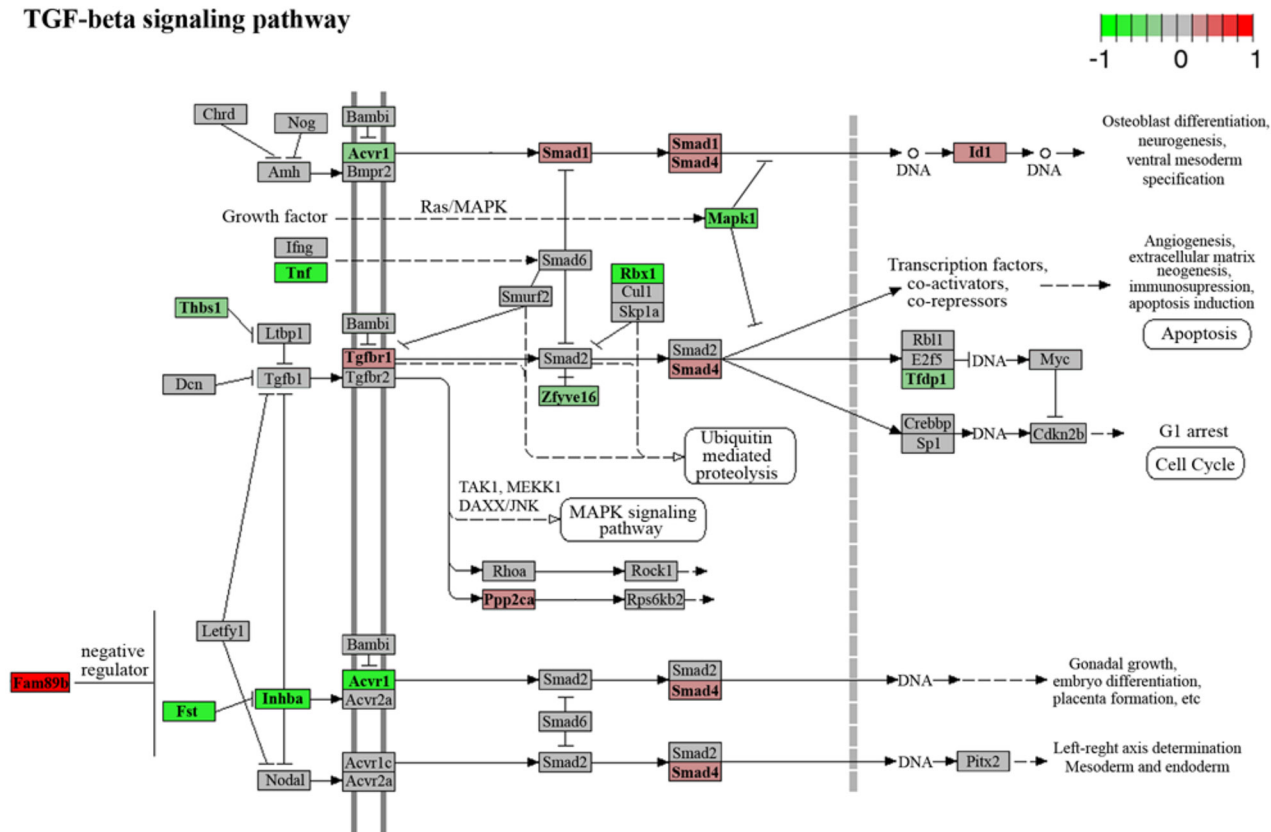 TGF-beta signaling pathway
-1 0 1
Chrd
Nog
Bambi
Amh
Acvr1
Bmpr2
Smad1
Smad1
Smad4
DNA
Id1
DNA
Osteoblast differentiation,
neurogenesis,
ventral mesoderm
specification
Growth factor
Ras/MAPK
Mapk1
Ifng
Tnf
Smad6
Smurf2
Rbx1
Cul1
Skp1a
Transcription factors,
co-activators,
co-repressors
Angiogenesis,
extracellular matrix
neogenesis,
immunosupression,
apoptosis induction
Apoptosis
Thbs1
Ltbp1
Dcn
Tgfb1
Bambi
Tgfbr1
Tgfbr2
Smad2
Zfyve16
Smad2
Smad4
Rbl1
E2f5
Tfdp1
DNA
Myc
Crebbp
Sp1
DNA
Cdkn2b
G1 arrest
Cell Cycle
Ubiquitin
mediated
proteolysis
TAK1, MEKK1
DAXX/JNK
MAPK signaling
pathway
Rhoa
Rock1
Ppp2ca
Rps6kb2
Letfy1
negative
regulator
Fam89b
Fst
Inhba
Bambi
Acvr1
Acvr2a
Smad2
Smad6
Smad2
Smad4
DNA
Gonadal growth,
embryo differentiation,
placenta formation, etc
Nodal
Acvr1c
Acvr2a
Smad2
Smad2
Smad4
DNA
Pitx2
Left-reght axis determination
Mesoderm and endoderm